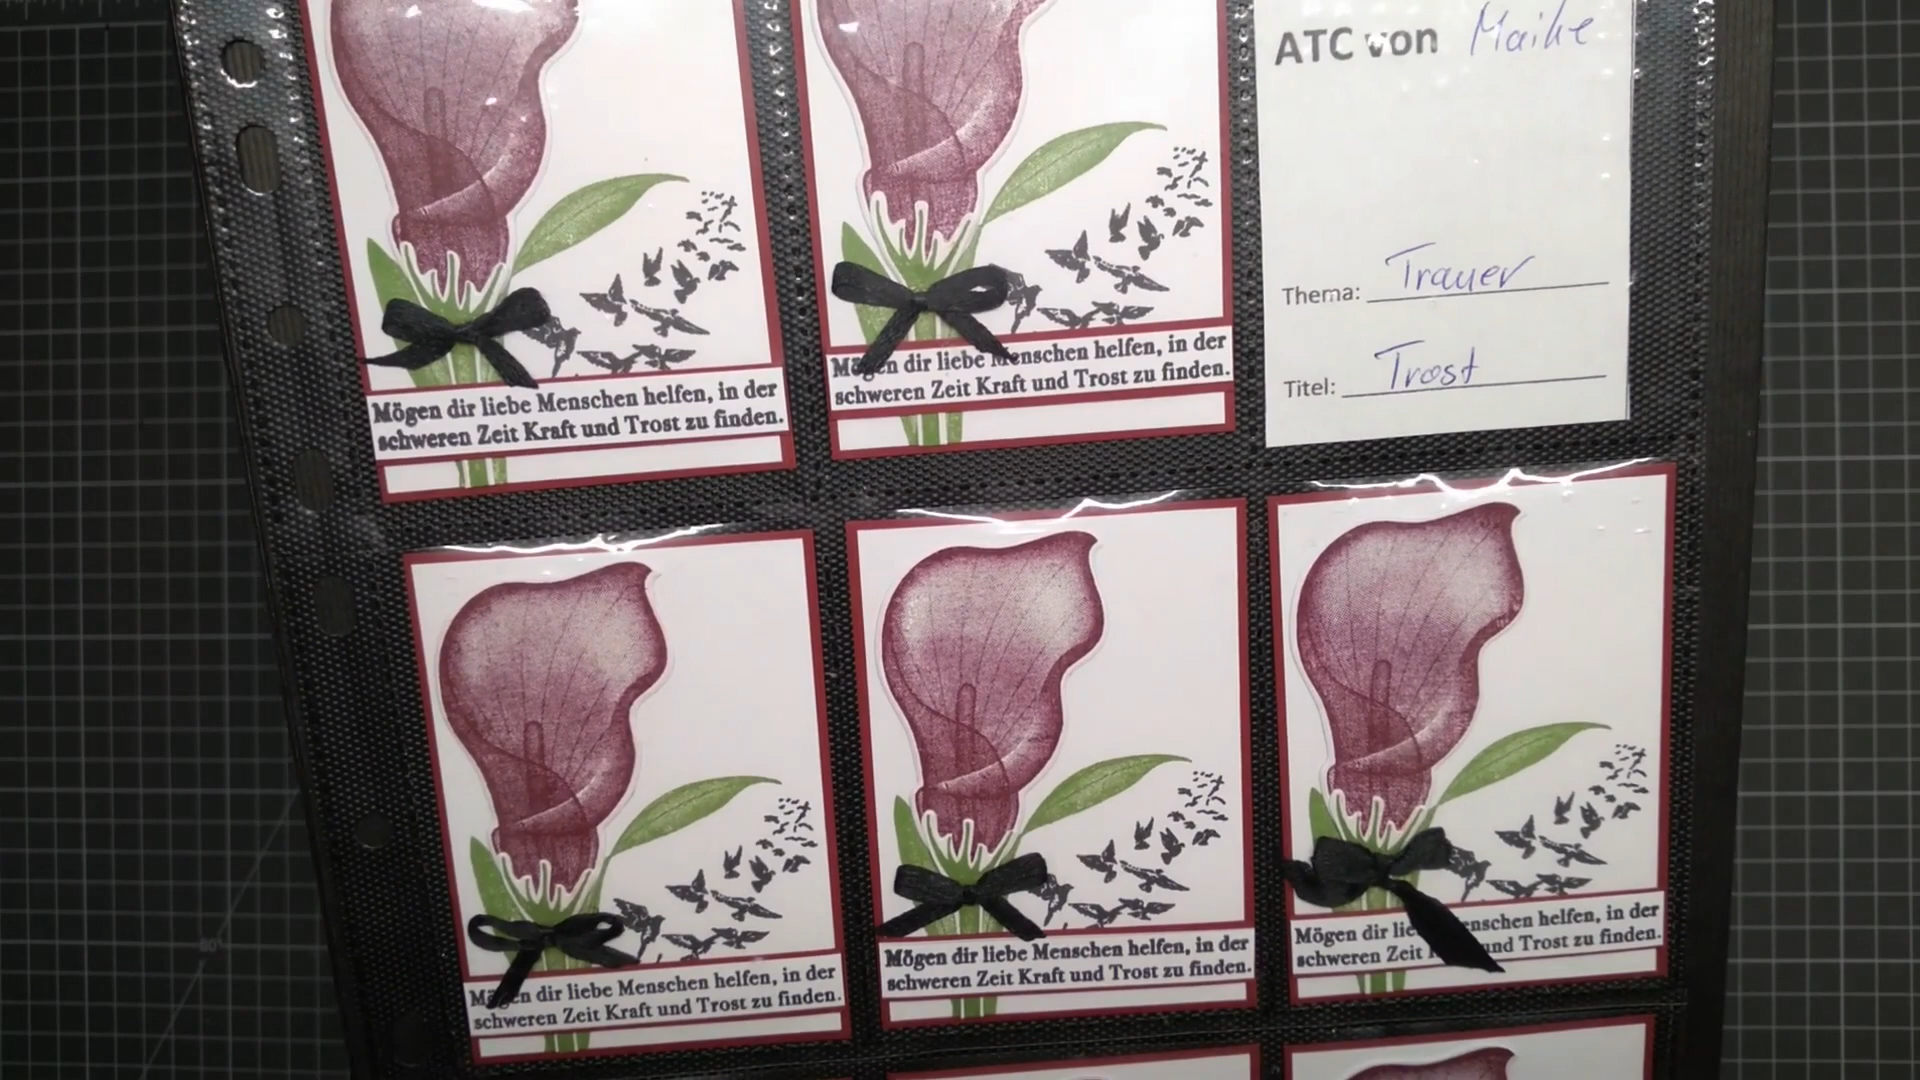 ATC von Maike
Thema: Trauer
Titel: Trost
Mögen dir liebe Menschen helfen, in der
schweren Zeit Kraft und Trost zu finden.
Mögen dir liebe Menschen helfen, in der
schweren Zeit Kraft und Trost zu finden.
Mögen dir liebe Menschen helfen, in der
schweren Zeit Kraft und Trost zu finden.
Mögen dir liebe Menschen helfen, in der
schweren Zeit Kraft und Trost zu finden.
Mögen dir liebe Menschen helfen, in der
schweren Zeit Kraft und Trost zu finden.